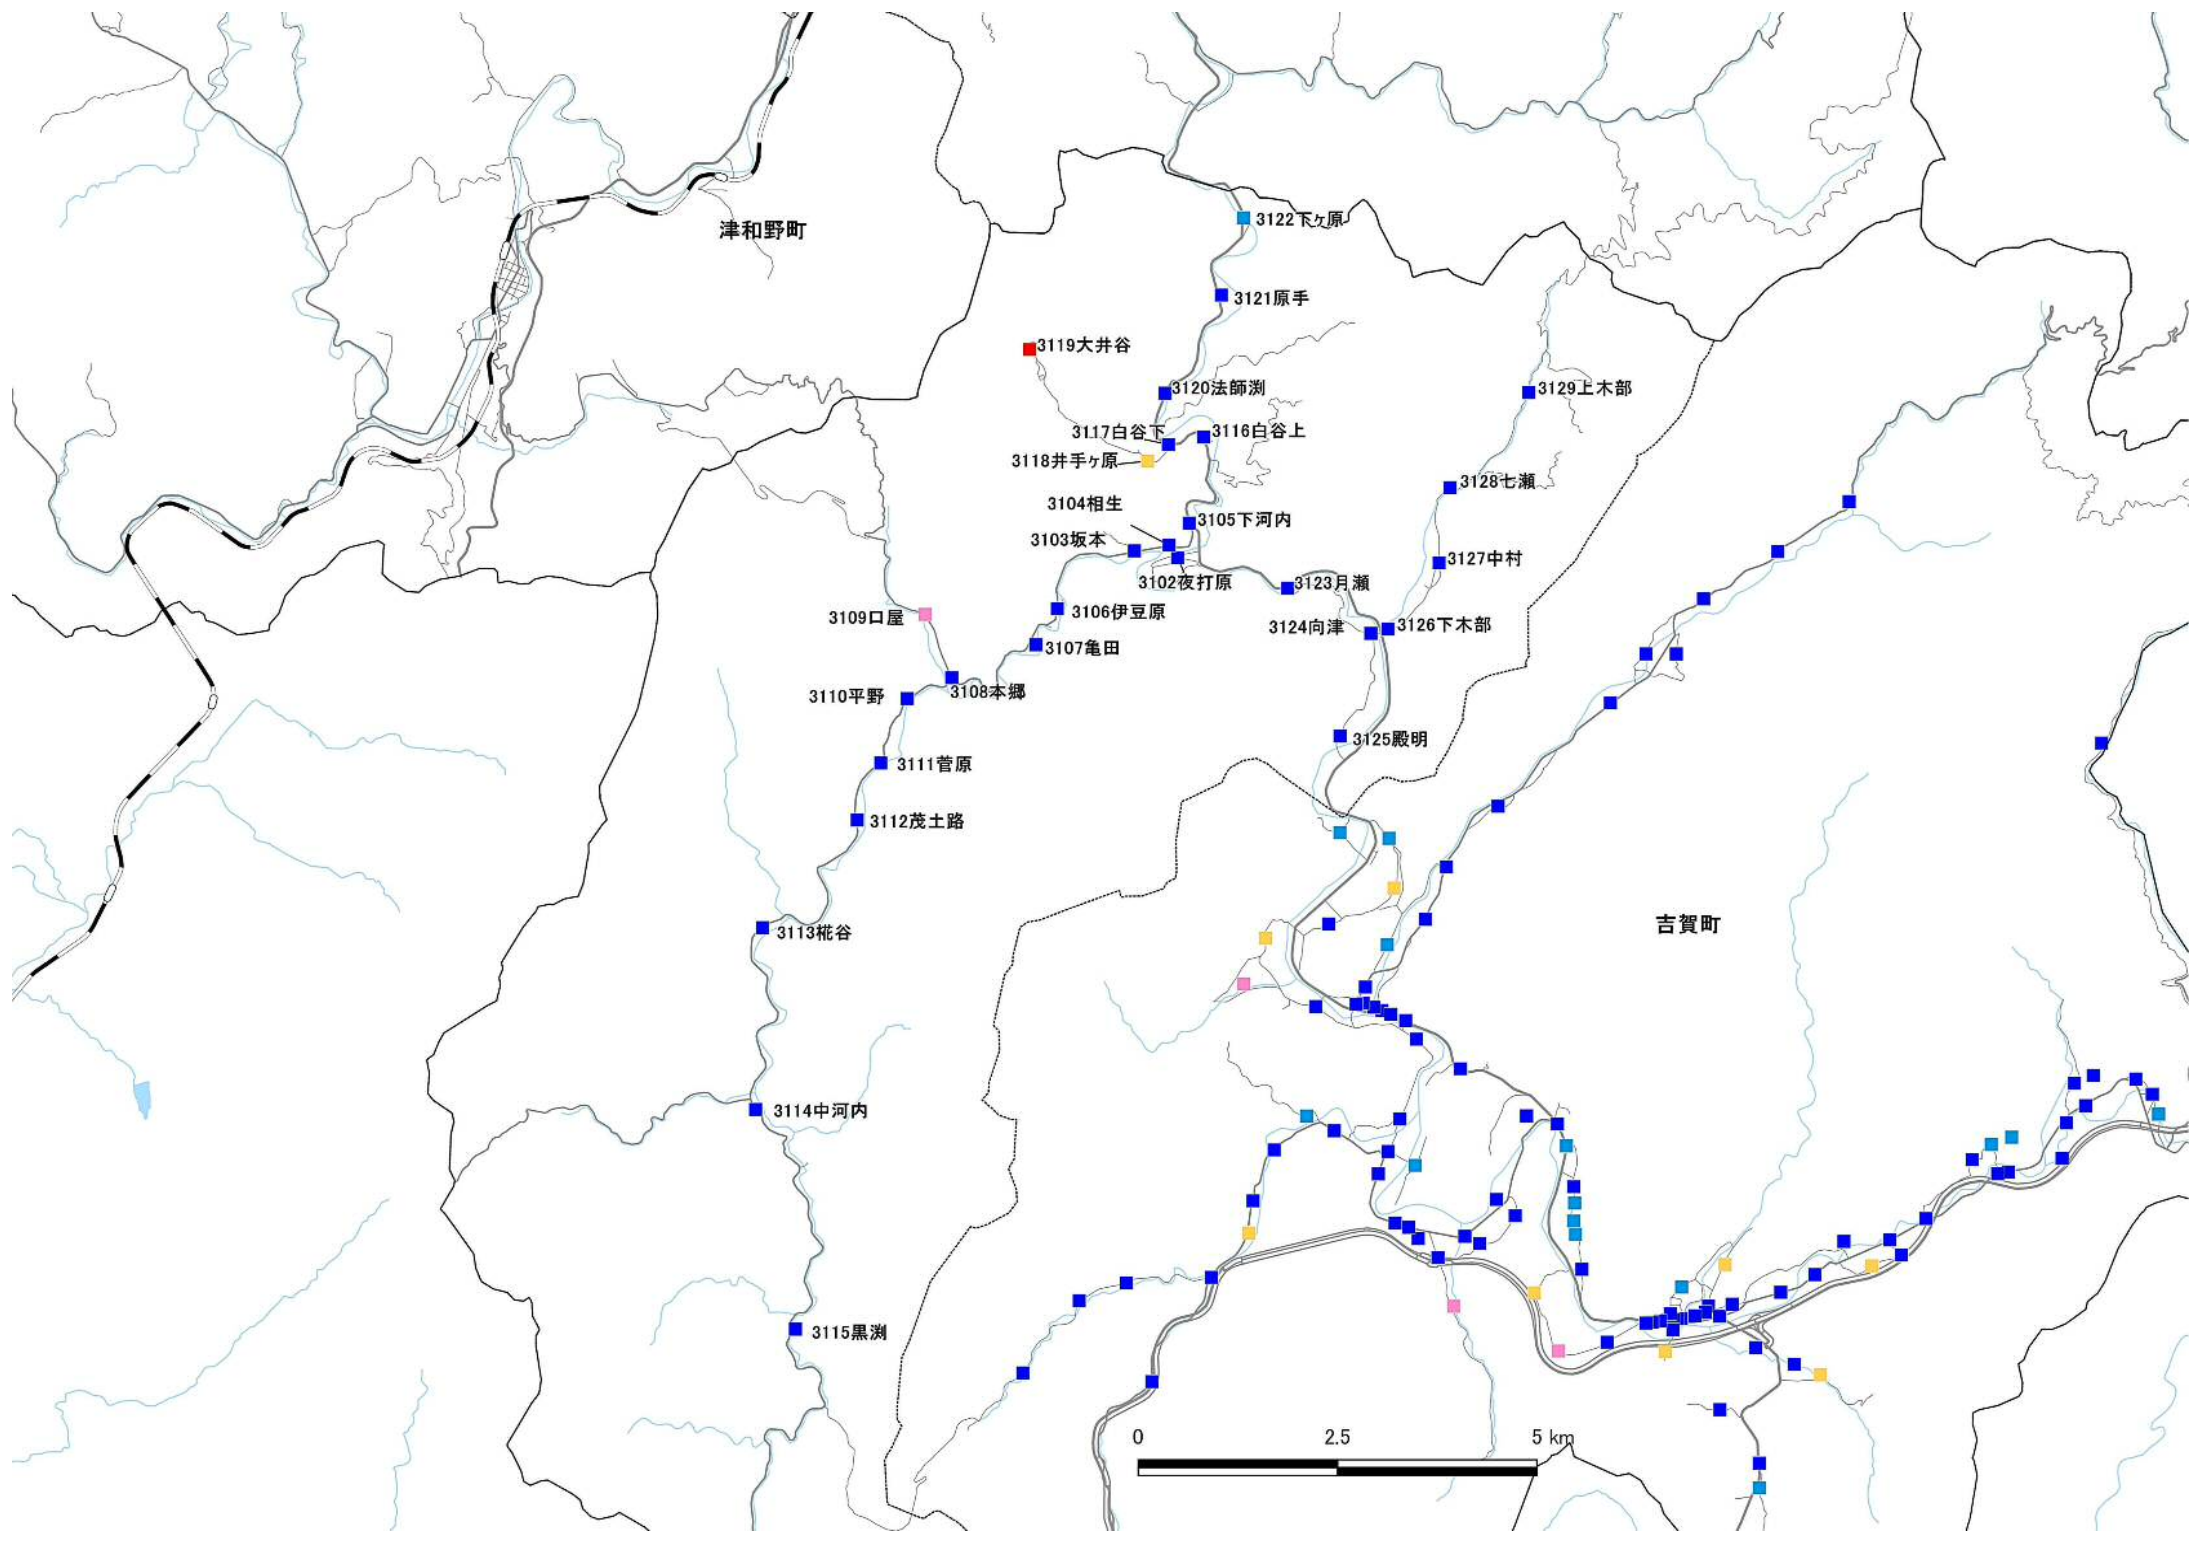 津和野町
3122下ヶ原
3121原手
3119大井谷
3120法師渕
3129上木部
3117白谷下
3116白谷上
3118井手ヶ原
3128七瀬
3104相生
3105下河内
3103坂本
3127中村
3102夜打原
3123月瀬
3106伊豆原
3109口屋
3124向津
3126下木部
3107亀田
3108本郷
3110平野
3125殿明
3111菅原
3112茂土路
吉賀町
3113椛谷
3114中河内
3115黒渕
0 2.5 5 km